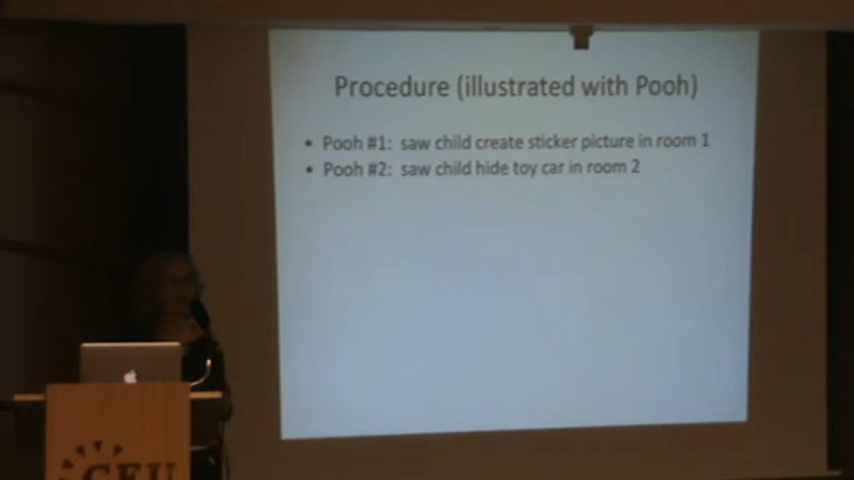 Procedure (illustrated with Pooh)
• Pooh #1: saw child create sticker picture in room 1
• Pooh #2: saw child hide toy car in room 2
CEU